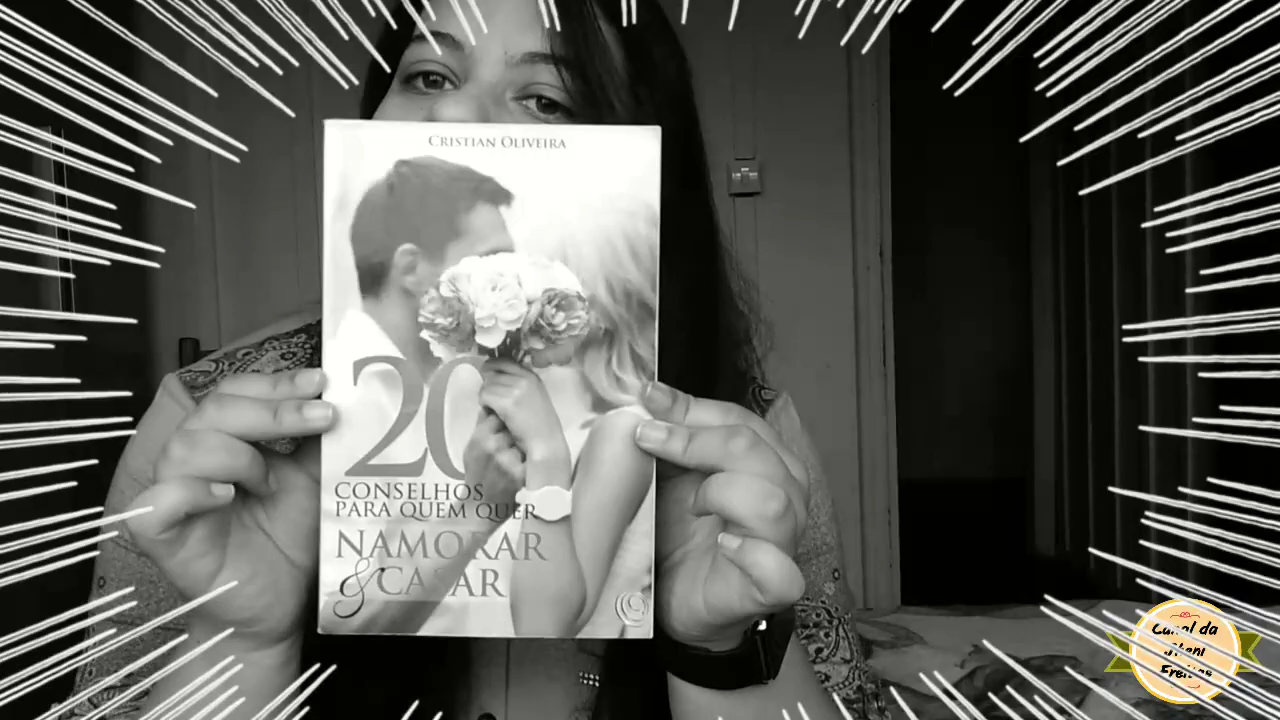 CRISTIAN OLIVEIRA
20
CONSELHOS
PARA QUEM QUER
NAMORAR
& CASAR
Canal da
Freitas